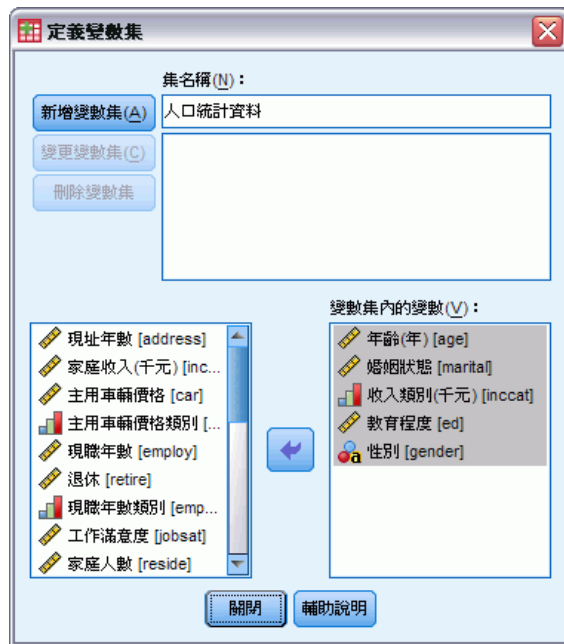 定義變數集
集名稱(N)：
新增變數集(A)
人口統計資料
變更變數集(C)
刪除變數集
變數集內的變數(V)：
現址年數 [address]
家庭收入(千元) [inc...
主用車輛價格 [car]
主用車輛價格類別 [...
現職年數 [employ]
退休 [retire]
現職年數類別 [emp...
工作滿意度 [jobsat]
家庭人數 [reside]
年齡(年) [age]
婚姻狀態 [marital]
收入類別(千元) [inccat]
教育程度 [ed]
性別 [gender]
關閉
輔助說明